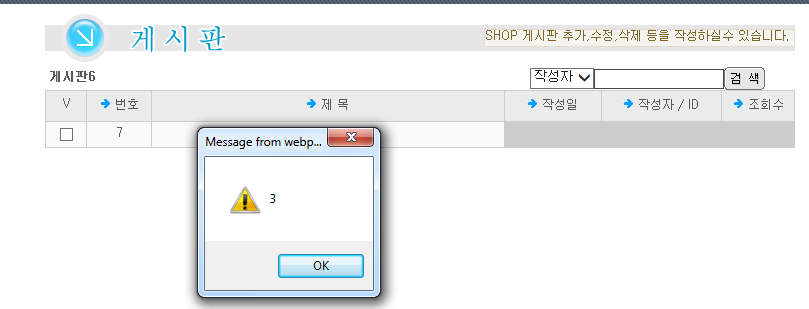 게시판
SHOP 게시판 추가,수정,삭제 등을 작성하실수 있습니다.
게시판6
작성자
검 색
V
번호
제 목
작성일
작성자 / ID
조회수
7
Message from webp...
3
OK